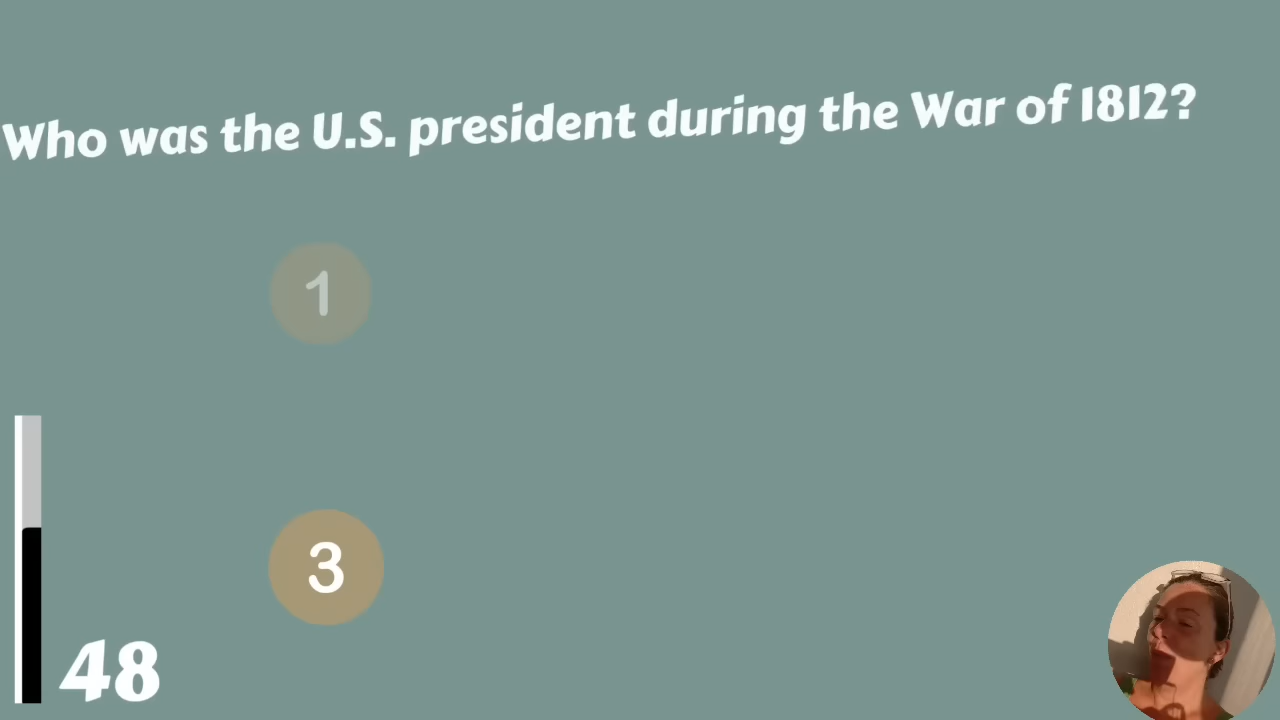 Who was the U.S. president during the War of 1812?
1
3
48